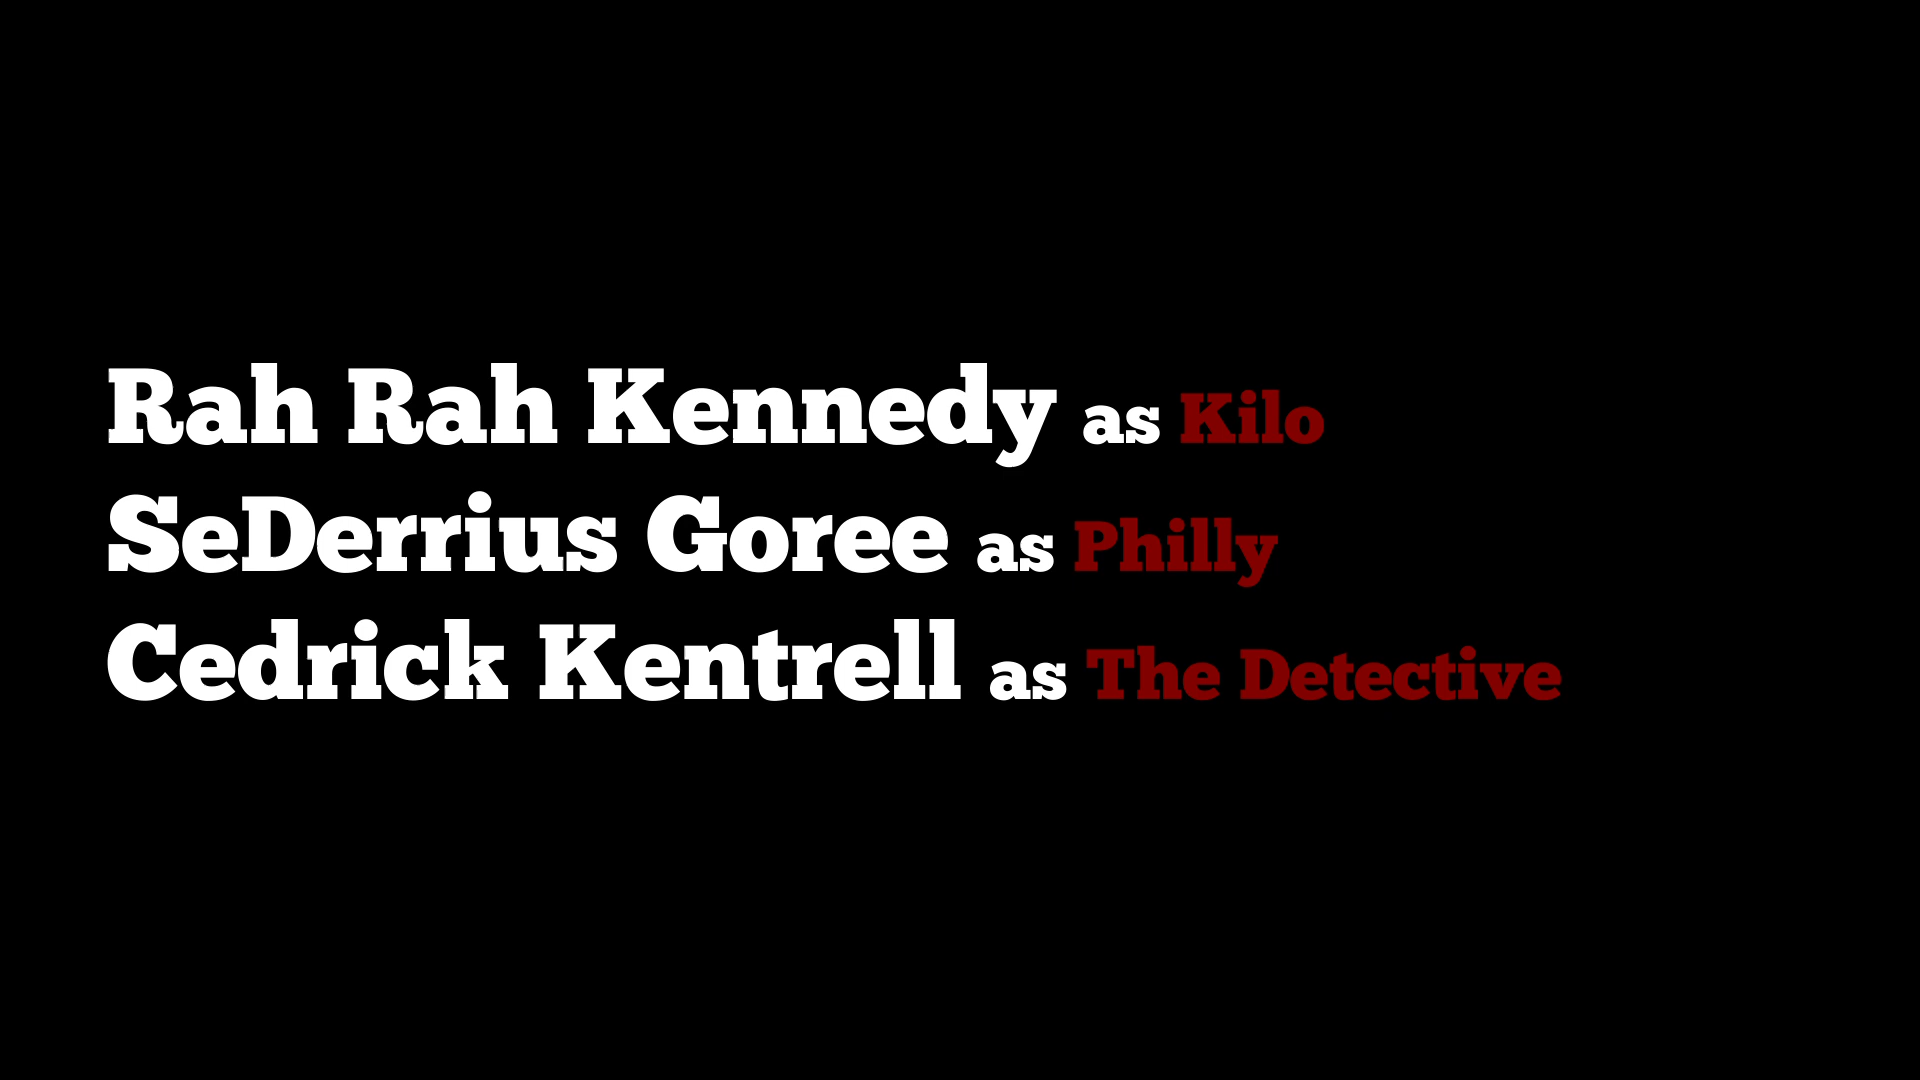 Rah Rah Kennedy as Kilo
SeDerrius Goree as Philly
Cedrick Kentrell as The Detective